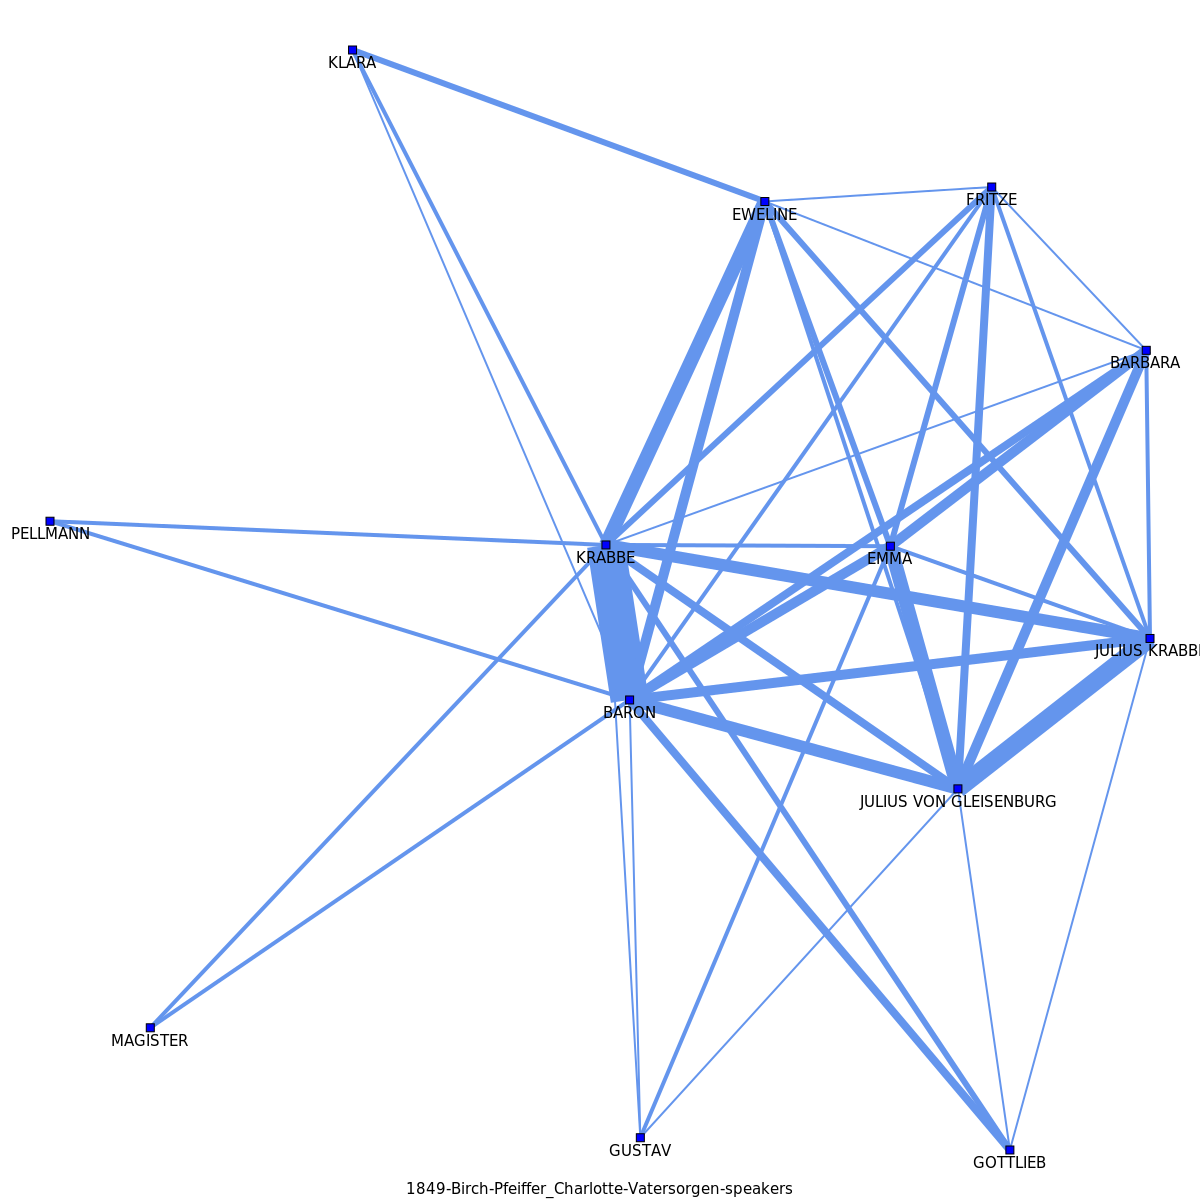 KLARA
FRITZE
EWELINE
BARBARA
PELLMANN
KRABBE
EMMA
JULIUS KRABB
BARON
JULIUS VON GLEISENBURG
MAGISTER
GUSTAV
GOTTLIEB
1849-Birch-Pfeiffer_Charlotte-Vatersorgen-speakers